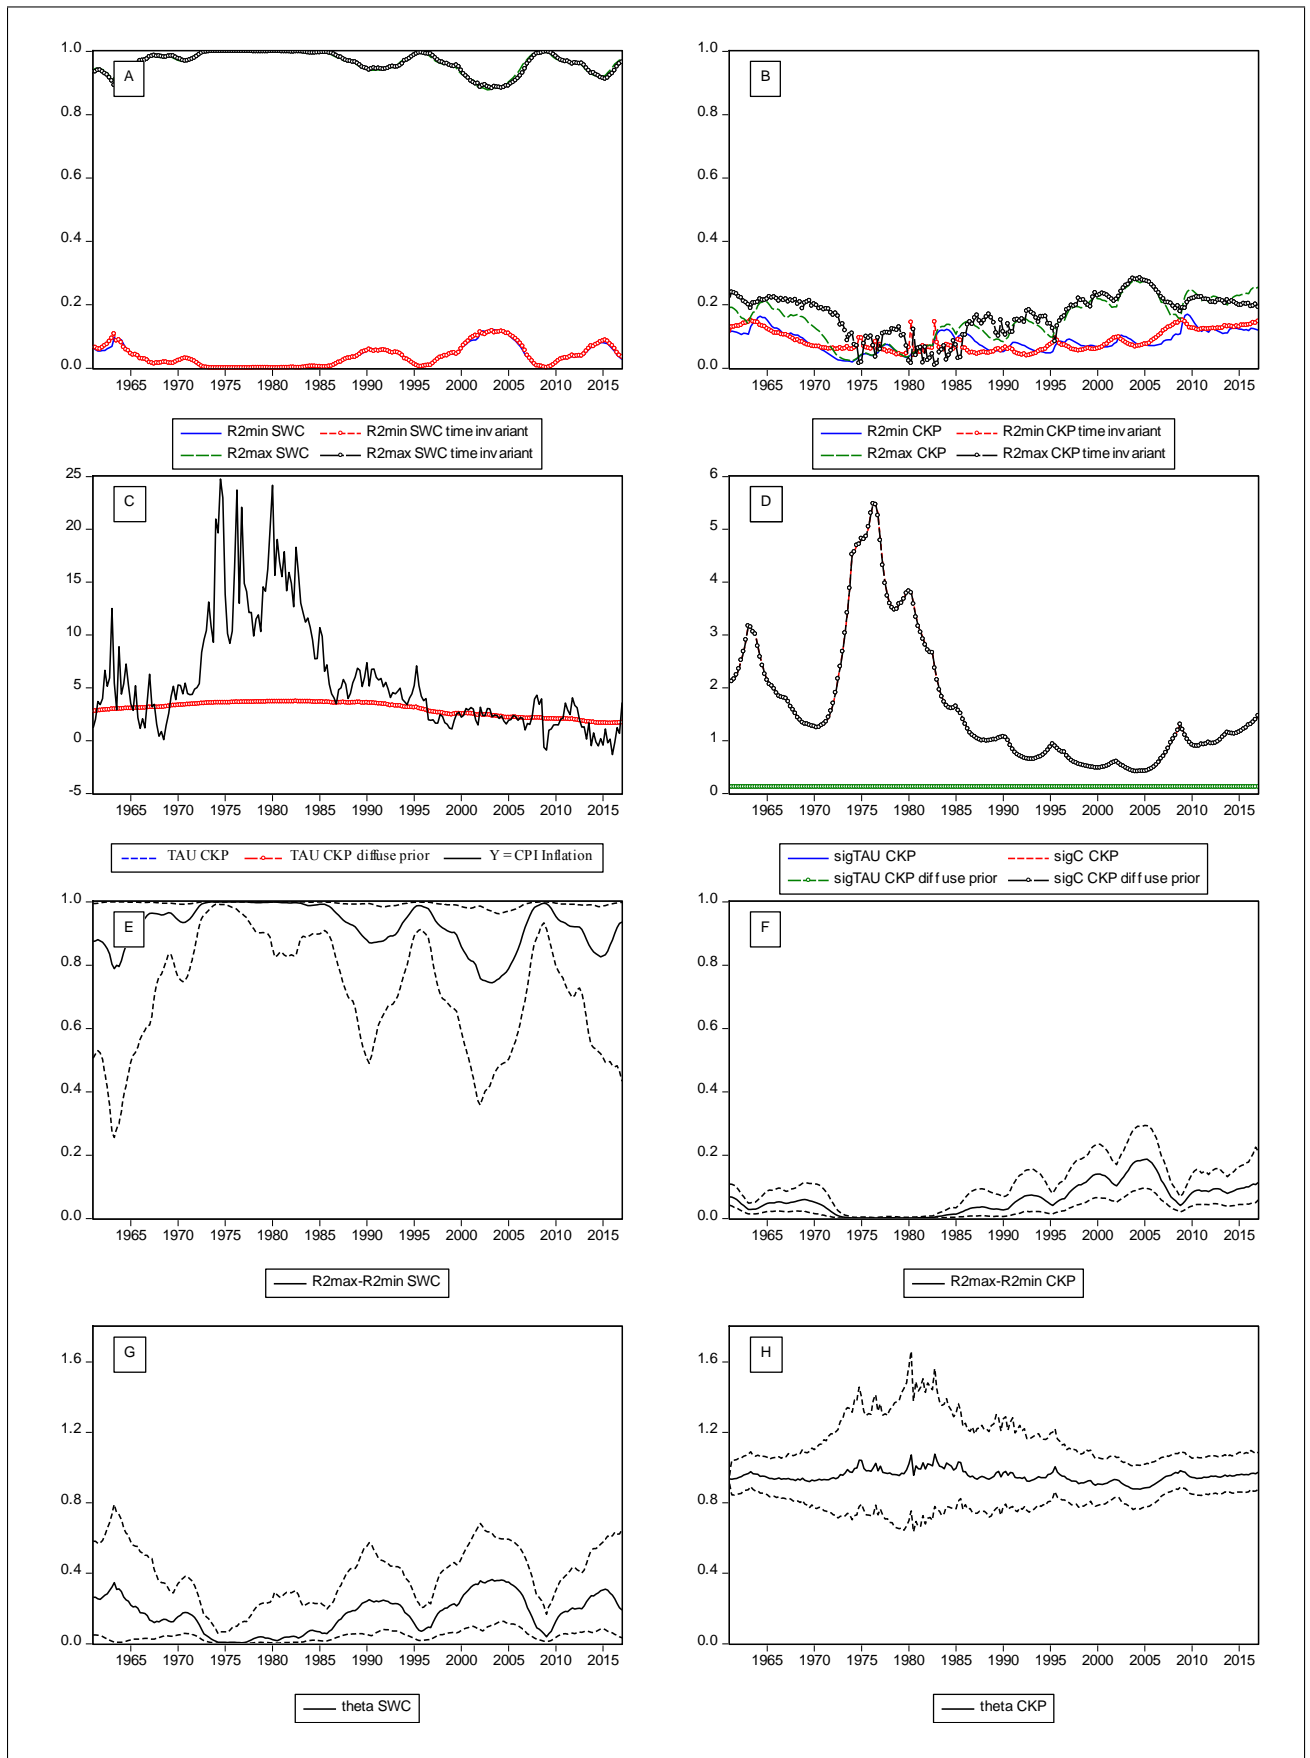 A
1.0
0.8
0.6
0.4
0.2
0.0
1965 1970 1975 1980 1985 1990 1995 2000 2005 2010 2015
R2min SWC R2min SWC time invariant
R2max SWC R2max SWC time invariant
B
1.0
0.8
0.6
0.4
0.2
0.0
1965 1970 1975 1980 1985 1990 1995 2000 2005 2010 2015
R2min CKP R2min CKP time invariant
R2max CKP R2max CKP time invariant
C
25
20
15
10
5
0
-5
1965 1970 1975 1980 1985 1990 1995 2000 2005 2010 2015
TAU CKP TAU CKP diffuse prior Y = CPI Inflation
D
6
5
4
3
2
1
0
1965 1970 1975 1980 1985 1990 1995 2000 2005 2010 2015
sigTAU CKP sigC CKP
sigTAU CKP diffuse prior sigC CKP diffuse prior
E
1.0
0.8
0.6
0.4
0.2
0.0
1965 1970 1975 1980 1985 1990 1995 2000 2005 2010 2015
R2max-R2min SWC
F
1.0
0.8
0.6
0.4
0.2
0.0
1965 1970 1975 1980 1985 1990 1995 2000 2005 2010 2015
R2max-R2min CKP
G
1.6
1.2
0.8
0.4
0.0
1965 1970 1975 1980 1985 1990 1995 2000 2005 2010 2015
theta SWC
H
1.6
1.2
0.8
0.4
0.0
1965 1970 1975 1980 1985 1990 1995 2000 2005 2010 2015
theta CKP